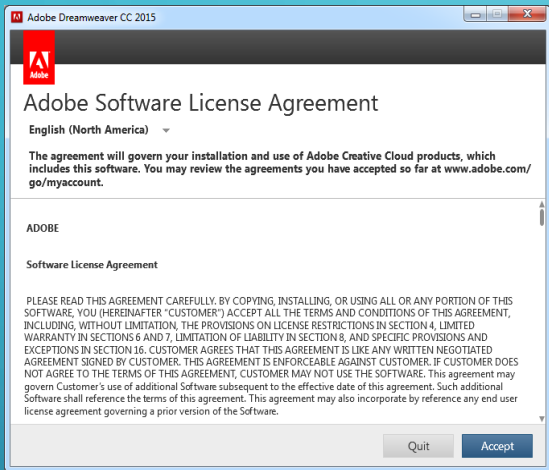 Adobe Dreamweaver CC 2015
Adobe
Adobe Software License Agreement
English (North America)
The agreement will govern your installation and use of Adobe Creative Cloud products, which
includes this software. You may review the agreements you have accepted so far at www.adobe.com/
go/myaccount.
ADOBE
Software License Agreement
PLEASE READ THIS AGREEMENT CAREFULLY. BY COPYING, INSTALLING, OR USING ALL OR ANY PORTION OF THIS
SOFTWARE, YOU (HEREINAFTER “CUSTOMER”) ACCEPT ALL THE TERMS AND CONDITIONS OF THIS AGREEMENT,
INCLUDING, WITHOUT LIMITATION, THE PROVISIONS ON LICENSE RESTRICTIONS IN SECTION 4, LIMITED
WARRANTY IN SECTIONS 6 AND 7, LIMITATION OF LIABILITY IN SECTION 8, AND SPECIFIC PROVISIONS AND
EXCEPTIONS IN SECTION 16. CUSTOMER AGREES THAT THIS AGREEMENT IS LIKE ANY WRITTEN NEGOTIATED
AGREEMENT SIGNED BY CUSTOMER. THIS AGREEMENT IS ENFORCEABLE AGAINST CUSTOMER. IF CUSTOMER DOES
NOT AGREE TO THE TERMS OF THIS AGREEMENT, CUSTOMER MAY NOT USE THE SOFTWARE. This agreement may
govern Customer’s use of additional Software subsequent to the effective date of this agreement. Such additional
Software shall reference the terms of this agreement. This agreement may also incorporate by reference any end user
license agreement governing a prior version of the Software.
Quit
Accept